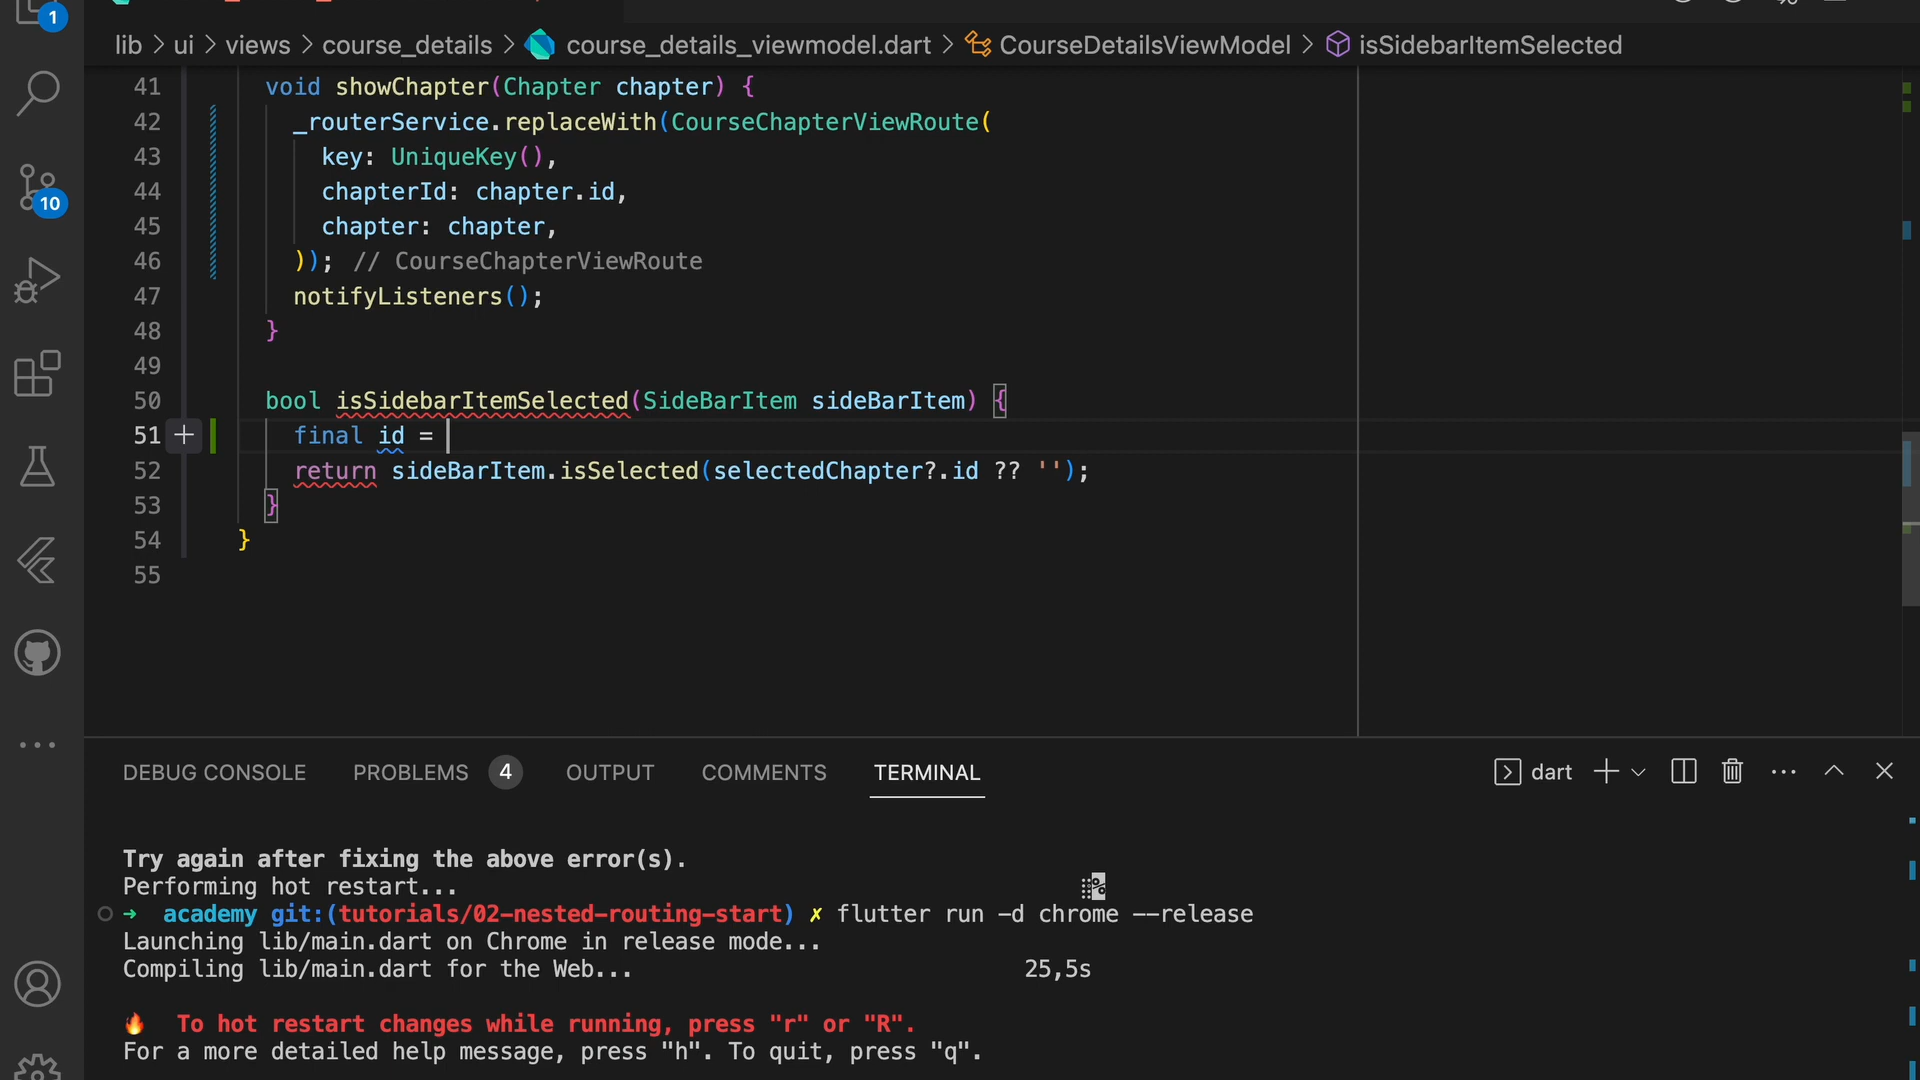 1
lib > ui > views > course_details > course_details_viewmodel.dart > CourseDetailsViewModel > isSidebarItemSelected
41 void showChapter(Chapter chapter) {
42 _routerService.replaceWith(CourseChapterViewRoute(
43 key: UniqueKey(),
44 chapterId: chapter.id,
45 chapter: chapter,
46 )); // CourseChapterViewRoute
47 notifyListeners();
48 }
49
50 bool isSidebarItemSelected(SideBarItem sideBarItem) {
51 final id =
52 return sideBarItem.isSelected(selectedChapter?.id ?? '');
53 }
54 }
55
10
DEBUG CONSOLE PROBLEMS 4 OUTPUT COMMENTS TERMINAL dart
Try again after fixing the above error(s).
Performing hot restart...
➜ academy git:(tutorials/02-nested-routing-start) ✗ flutter run -d chrome --release
Launching lib/main.dart on Chrome in release mode...
Compiling lib/main.dart for the Web... 25,5s
🔥 To hot restart changes while running, press "r" or "R".
For a more detailed help message, press "h". To quit, press "q".